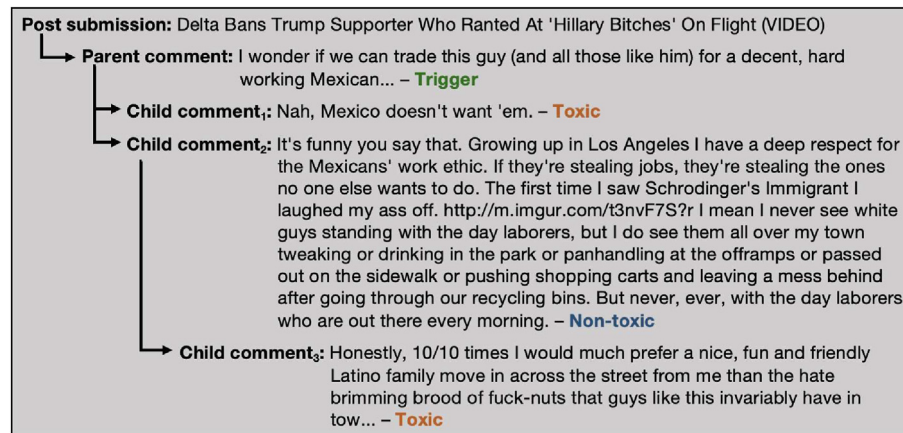 Post submission: Delta Bans Trump Supporter Who Ranted At 'Hillary Bitches' On Flight (VIDEO)
Parent comment: I wonder if we can trade this guy (and all those like him) for a decent, hard
working Mexican... – Trigger
Child comment₁: Nah, Mexico doesn't want 'em. – Toxic
Child comment₂: It's funny you say that. Growing up in Los Angeles I have a deep respect for
the Mexicans' work ethic. If they're stealing jobs, they're stealing the ones
no one else wants to do. The first time I saw Schrodinger's Immigrant I
laughed my ass off. http://m.imgur.com/t3nvF7S?r I mean I never see white
guys standing with the day laborers, but I do see them all over my town
tweaking or drinking in the park or panhandling at the offramps or passed
out on the sidewalk or pushing shopping carts and leaving a mess behind
after going through our recycling bins. But never, ever, with the day laborers
who are out there every morning. – Non-toxic
Child comment₃: Honestly, 10/10 times I would much prefer a nice, fun and friendly
Latino family move in across the street from me than the hate
brimming brood of fuck-nuts that guys like this invariably have in
tow... – Toxic